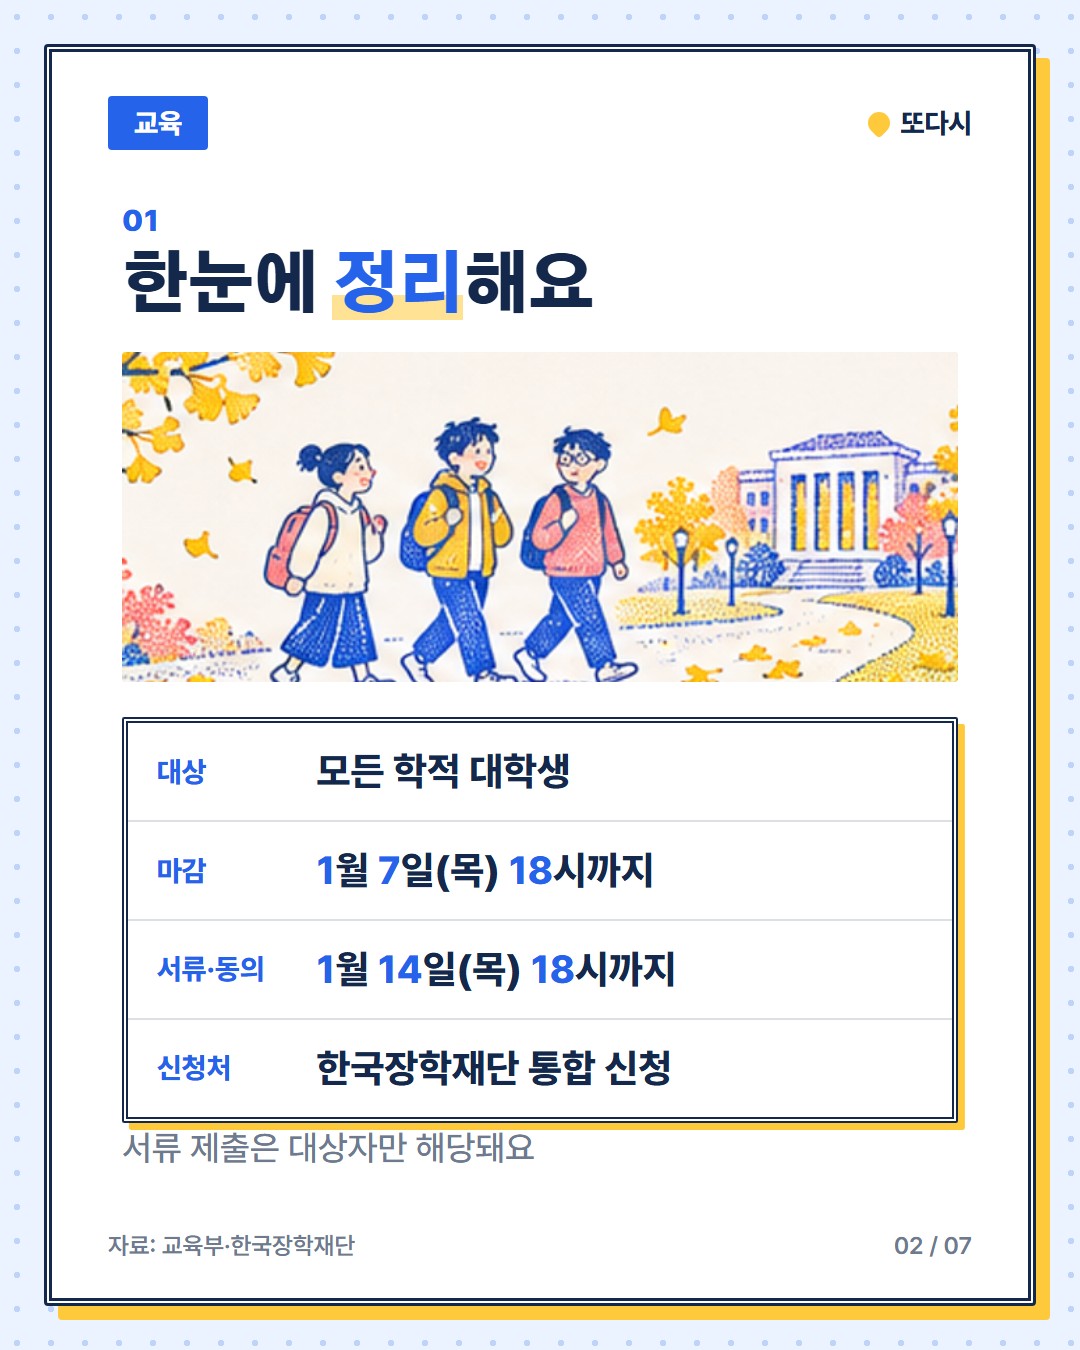 교육
또다시
01
한눈에 정리해요
대상 모든 학적 대학생
마감 1월 7일(목) 18시까지
서류·동의 1월 14일(목) 18시까지
신청처 한국장학재단 통합 신청
서류 제출은 대상자만 해당돼요
자료: 교육부·한국장학재단
02 / 07